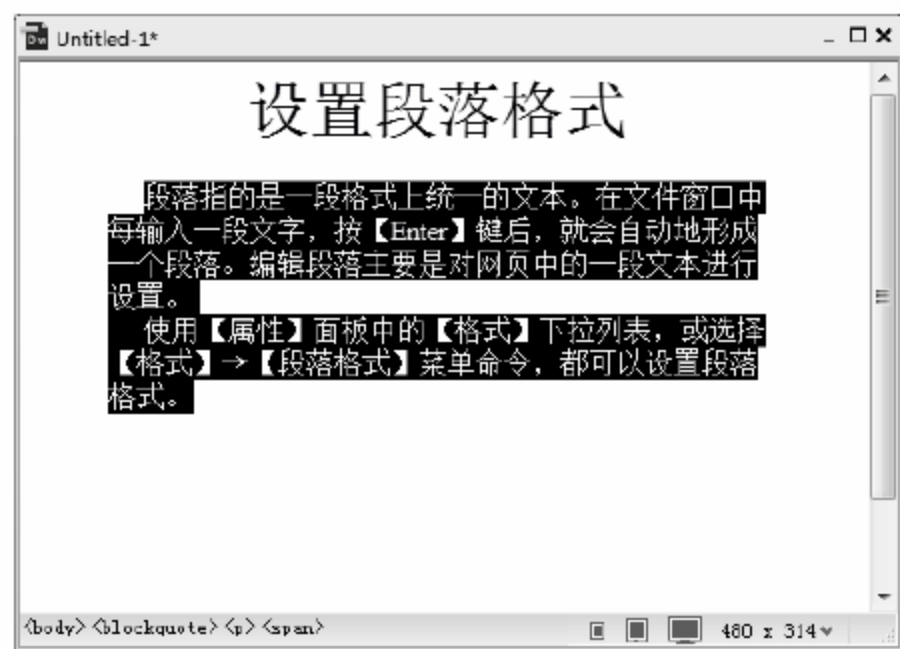 Dw Untitled-1*
设置段落格式
段落指的是一段格式上统一的文本。在文件窗口中
每输入一段文字，按【Enter】键后，就会自动地形成
一个段落。编辑段落主要是对网页中的一段文本进行
设置。
使用【属性】面板中的【格式】下拉列表，或选择
【格式】→【段落格式】菜单命令，都可以设置段落
格式。
<body> <blockquote> <p> <span> 480 x 314